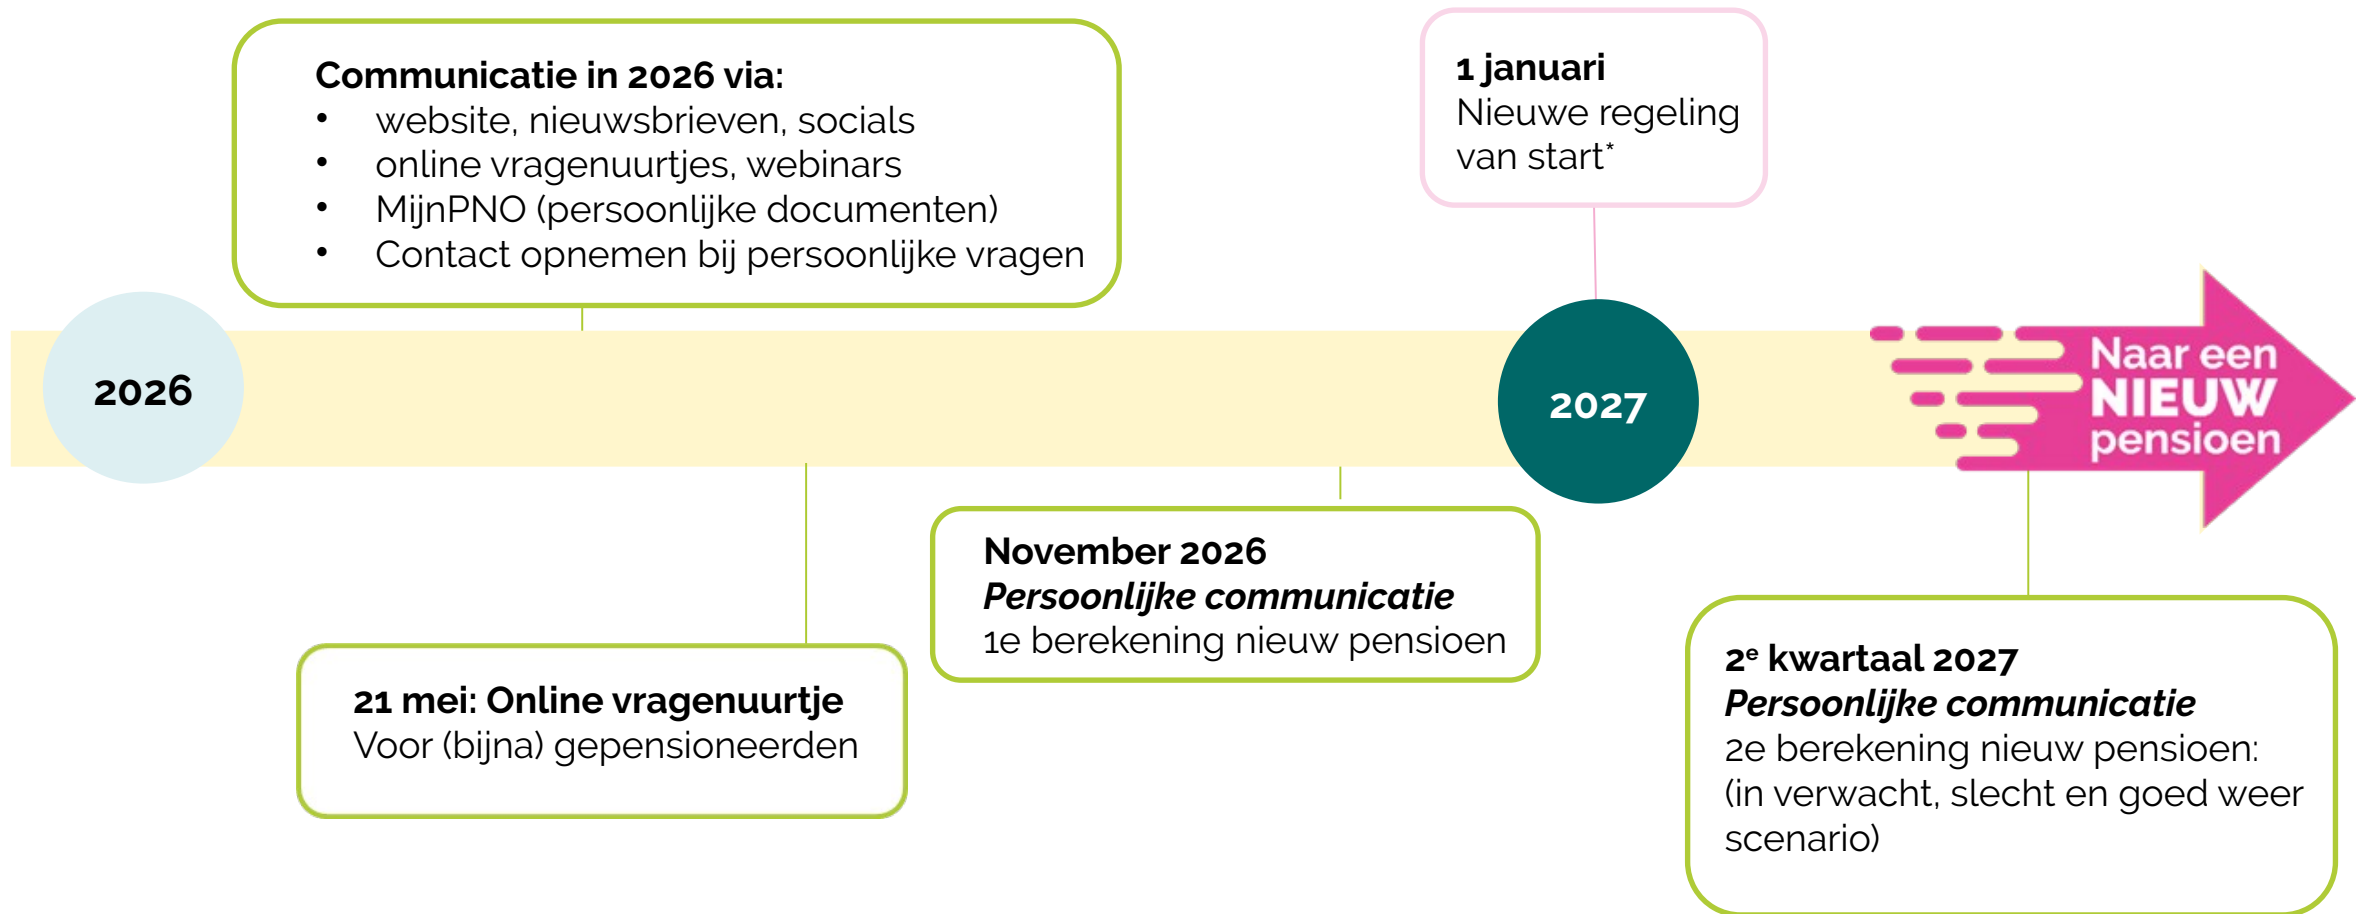 Communicatie in 2026 via:
• website, nieuwsbrieven, socials
• online vragenuurtjes, webinars
• MijnPNO (persoonlijke documenten)
• Contact opnemen bij persoonlijke vragen
1 januari
Nieuwe regeling
van start*
2026
2027
Naar een
NIEUW
pensioen
21 mei: Online vragenuurtje
Voor (bijna) gepensioneerden
November 2026
Persoonlijke communicatie
1e berekening nieuw pensioen
2e kwartaal 2027
Persoonlijke communicatie
2e berekening nieuw pensioen:
(in verwacht, slecht en goed weer
scenario)